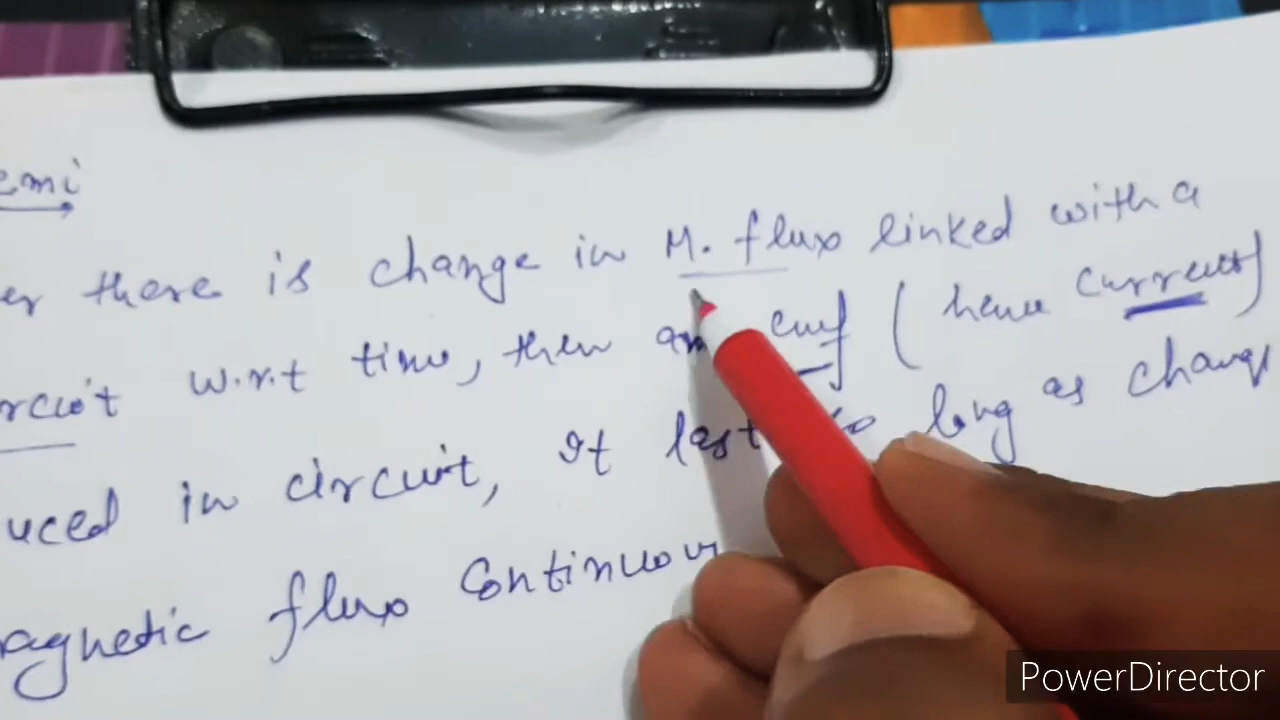 emi
er there is change in M. flux linked with a
rcuit w.r.t time, then an emf (hence current)
uced in circuit, It last so long as change
agnetic flux Continuou
PowerDirector